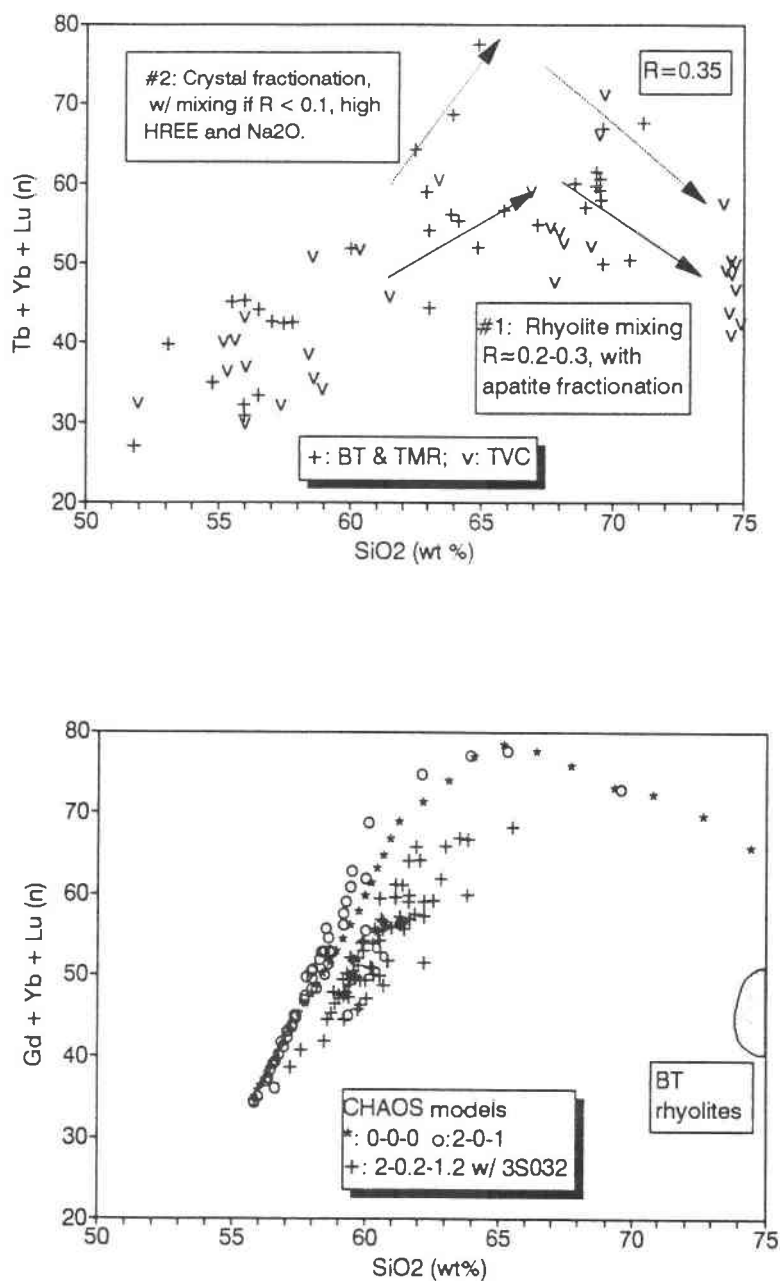 80
70
60
50
40
30
20
Tb + Yb + Lu (n)
#2: Crystal fractionation,
w/ mixing if R < 0.1, high
HREE and Na2O.
R=0.35
#1: Rhyolite mixing
R=0.2-0.3, with
apatite fractionation
+: BT & TMR; v: TVC
50 55 60 65 70 75
SiO2 (wt %)
80
70
60
50
40
30
20
Gd + Yb + Lu (n)
BT
rhyolites
CHAOS models
*: 0-0-0 o:2-0-1
+: 2-0.2-1.2 w/ 3S032
50 55 60 65 70 75
SiO2 (wt%)